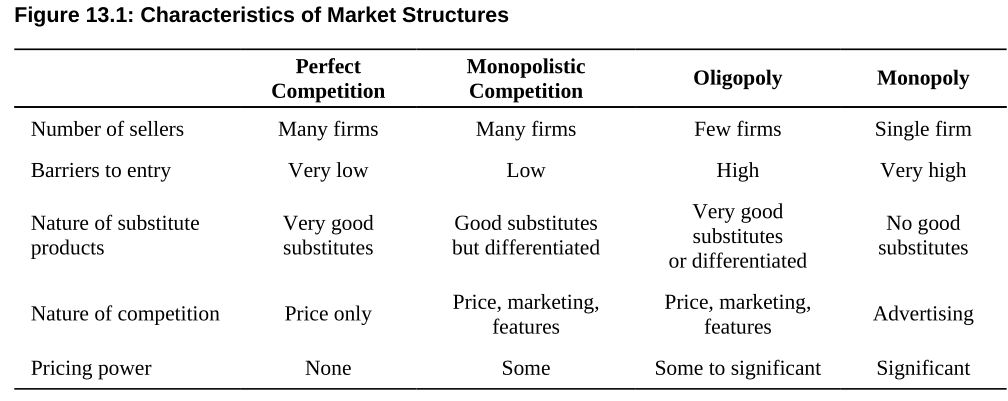 Figure 13.1: Characteristics of Market Structures
Perfect Competition Monopolistic Competition Oligopoly Monopoly
Number of sellers Many firms Many firms Few firms Single firm
Barriers to entry Very low Low High Very high
Nature of substitute products Very good substitutes Good substitutes but differentiated Very good substitutes or differentiated No good substitutes
Nature of competition Price only Price, marketing, features Price, marketing, features Advertising
Pricing power None Some Some to significant Significant